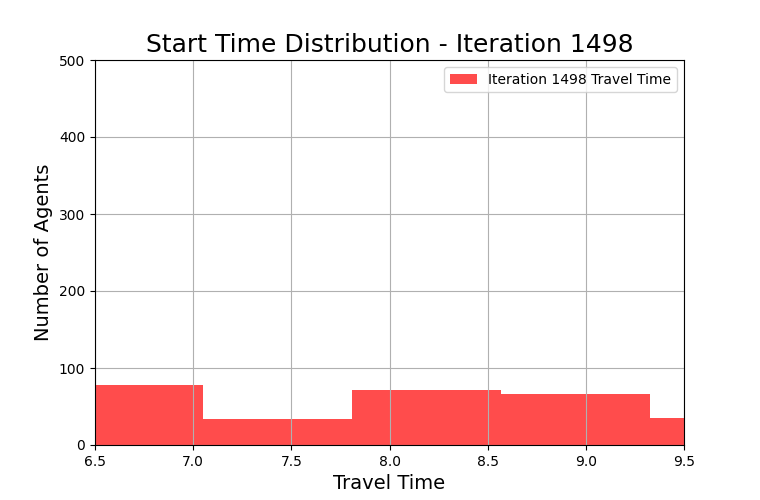 Start Time Distribution - Iteration 1498
500
400
300
200
100
0
Number of Agents
Iteration 1498 Travel Time
6.5 7.0 7.5 8.0 8.5 9.0 9.5
Travel Time